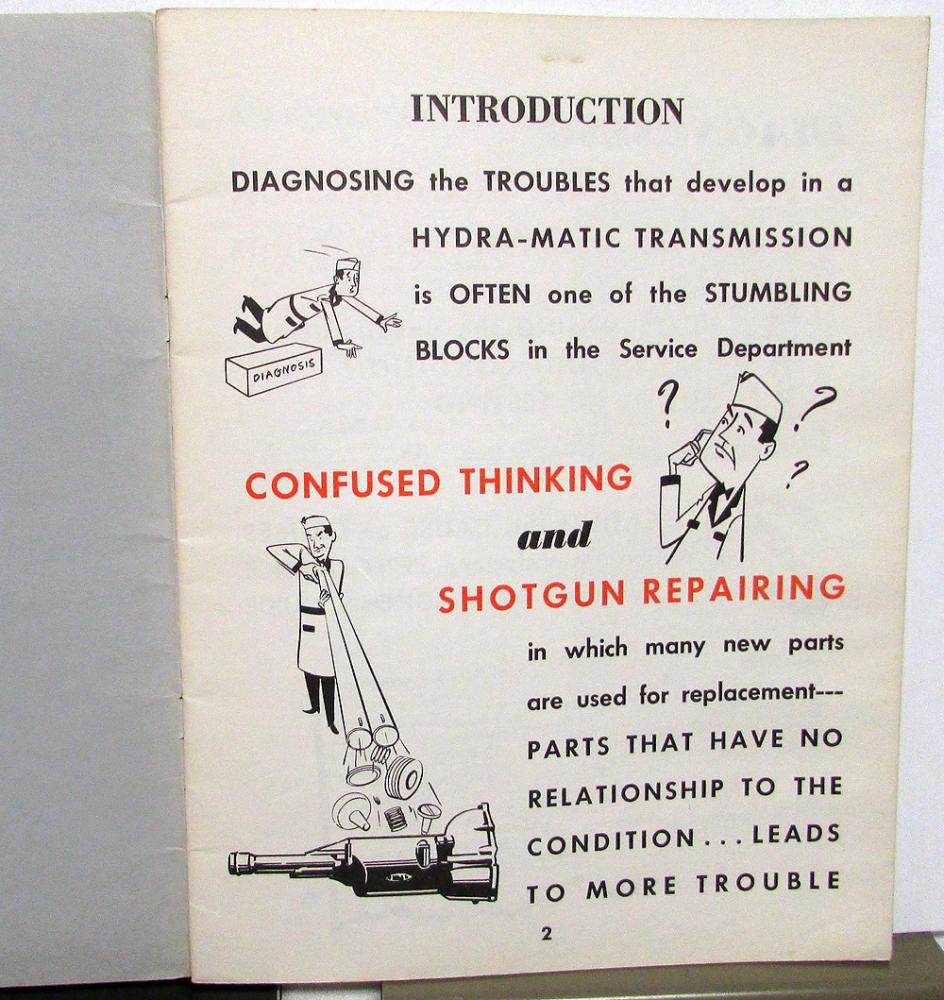 INTRODUCTION
DIAGNOSING the TROUBLES that develop in a
HYDRA-MATIC TRANSMISSION
is OFTEN one of the STUMBLING
BLOCKS in the Service Department
DIAGNOSIS
? ? ?
CONFUSED THINKING
and
SHOTGUN REPAIRING
in which many new parts
are used for replacement---
PARTS THAT HAVE NO
RELATIONSHIP TO THE
CONDITION...LEADS
TO MORE TROUBLE
2